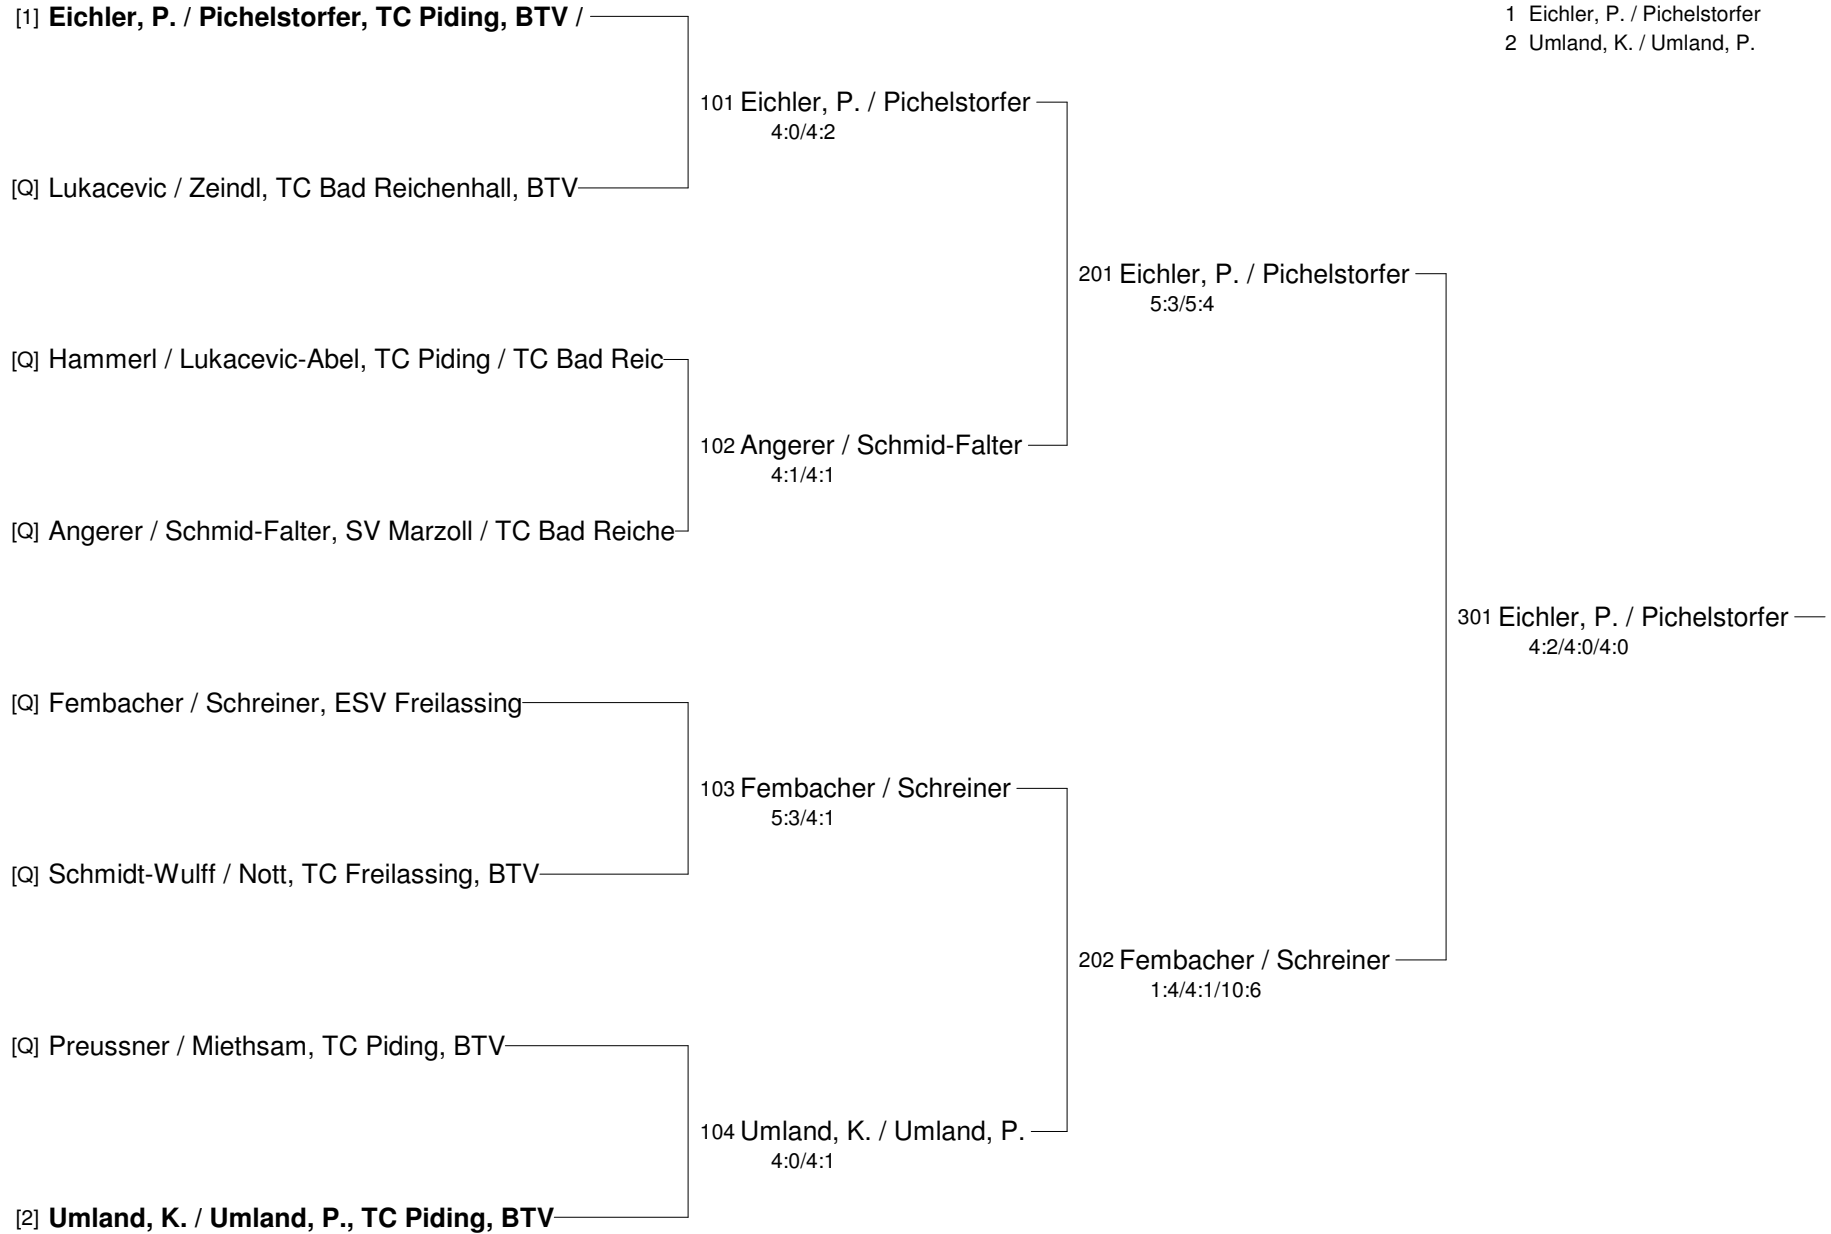 [1] Eichler, P. / Pichelstorfer, TC Piding, BTV /
1 Eichler, P. / Pichelstorfer
2 Umland, K. / Umland, P.
101 Eichler, P. / Pichelstorfer
4:0/4:2
[Q] Lukacevic / Zeindl, TC Bad Reichenhall, BTV
201 Eichler, P. / Pichelstorfer
5:3/5:4
[Q] Hammerl / Lukacevic-Abel, TC Piding / TC Bad Reic
102 Angerer / Schmid-Falter
4:1/4:1
[Q] Angerer / Schmid-Falter, SV Marzoll / TC Bad Reiche
301 Eichler, P. / Pichelstorfer
4:2/4:0/4:0
[Q] Fembacher / Schreiner, ESV Freilassing
103 Fembacher / Schreiner
5:3/4:1
[Q] Schmidt-Wulff / Nott, TC Freilassing, BTV
202 Fembacher / Schreiner
1:4/4:1/10:6
[Q] Preussner / Miethsam, TC Piding, BTV
104 Umland, K. / Umland, P.
4:0/4:1
[2] Umland, K. / Umland, P., TC Piding, BTV